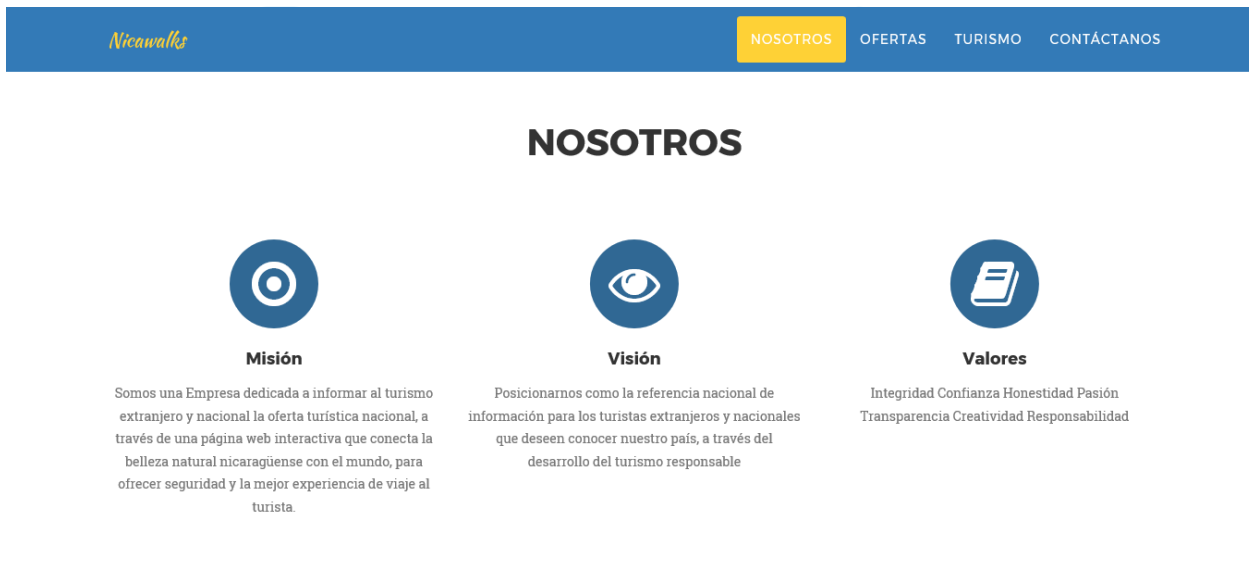 Nicawalks
NOSOTROS
OFERTAS
TURISMO
CONTÁCTANOS
NOSOTROS
Misión
Somos una Empresa dedicada a informar al turismo
extranjero y nacional la oferta turística nacional, a
través de una página web interactiva que conecta la
belleza natural nicaragüense con el mundo, para
ofrecer seguridad y la mejor experiencia de viaje al
turista.
Visión
Posicionarnos como la referencia nacional de
información para los turistas extranjeros y nacionales
que deseen conocer nuestro país, a través del
desarrollo del turismo responsable
Valores
Integridad Confianza Honestidad Pasión
Transparencia Creatividad Responsabilidad